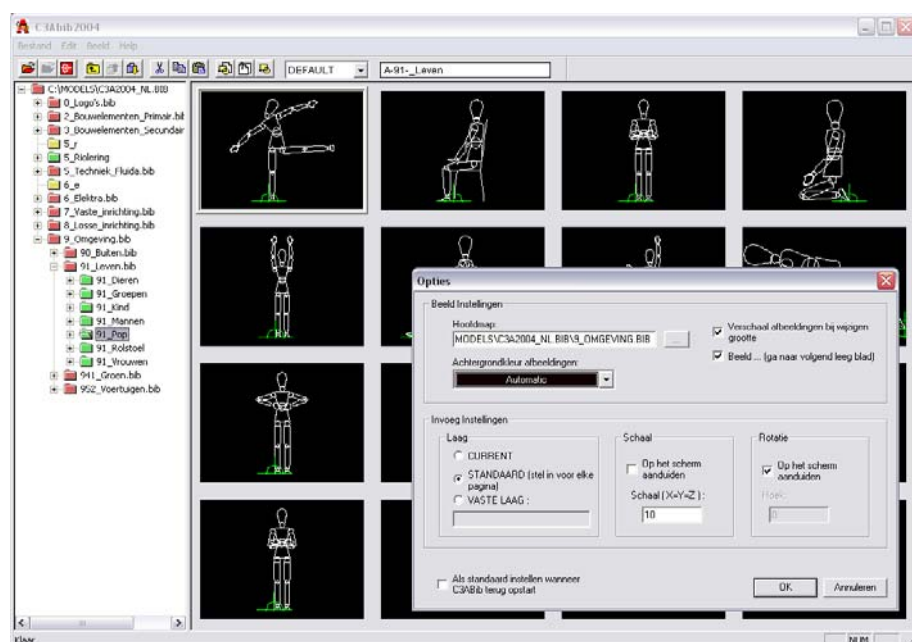 C3Abib2004
Bestand Edit Beeld Help
DEFAULT
A-91-_Leven
C:\MODELS\C3A2004_NL.BIB
0_Logo's.bib
2_Bouwelementen_Primair.bib
3_Bouwelementen_Secundair
5_r
5_Riolering
5_Techniek_Fluida.bib
6_e
6_Elektra.bib
7_Vaste_inrichting.bib
8_Losse_inrichting.bib
9_Omgeving.bib
90_Buiten.bib
91_Leven.bib
91_Dieren
91_Groepen
91_Kind
91_Mannen
91_Pop
91_Rolstoel
91_Vrouwen
941_Groen.bib
952_Voertuigen.bib
Opties
Beeld Instellingen
Hoofdmap:
MODELS\C3A2004_NL.BIB\9_OMGEVING.BIB
...
Achtergrondkleur afbeeldingen:
Automatic
Verschaal afbeeldingen bij wijzigen
grootte
Beeld ... (ga naar volgend leeg blad)
Invoeg Instellingen
Laag
CURRENT
STANDAARD (stel in voor elke
pagina)
VASTE LAAG :
Schaal
Op het scherm
aanduiden
Schaal (X=Y=Z) :
10
Rotatie
Op het scherm
aanduiden
Hoek:
0
Als standaard instellen wanneer
C3ABib terug opstart
OK
Annuleren
Klaar
NUM